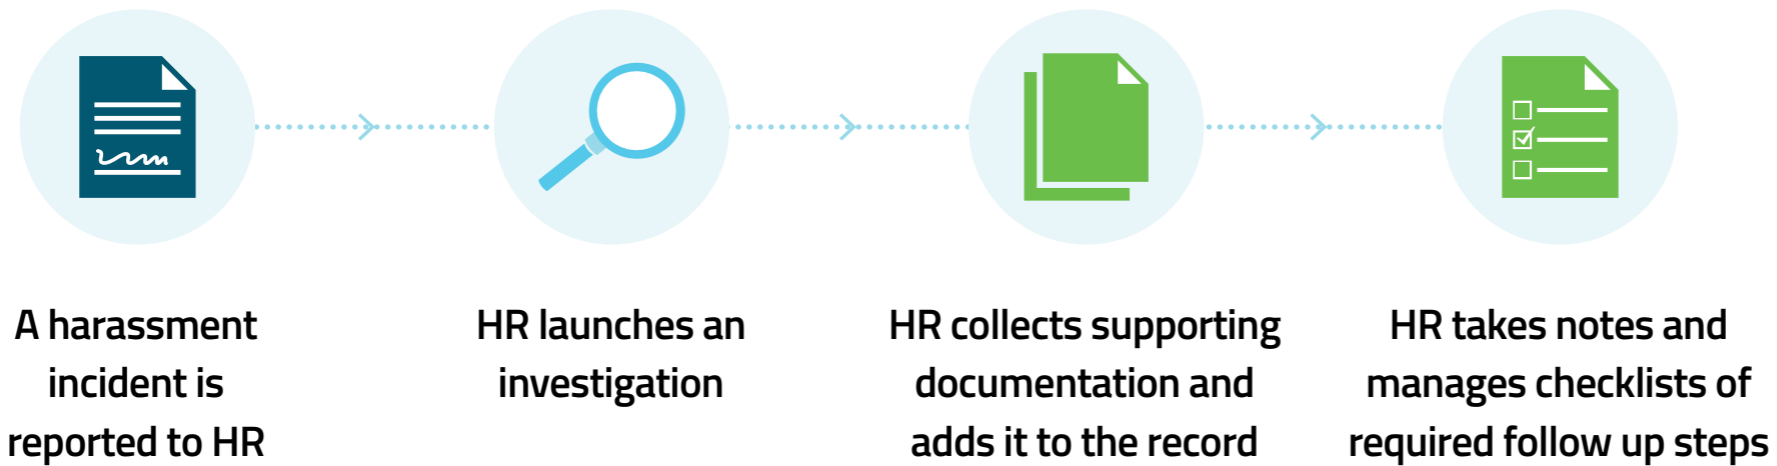 A harassment
incident is
reported to HR
HR launches an
investigation
HR collects supporting
documentation and
adds it to the record
HR takes notes and
manages checklists of
required follow up steps